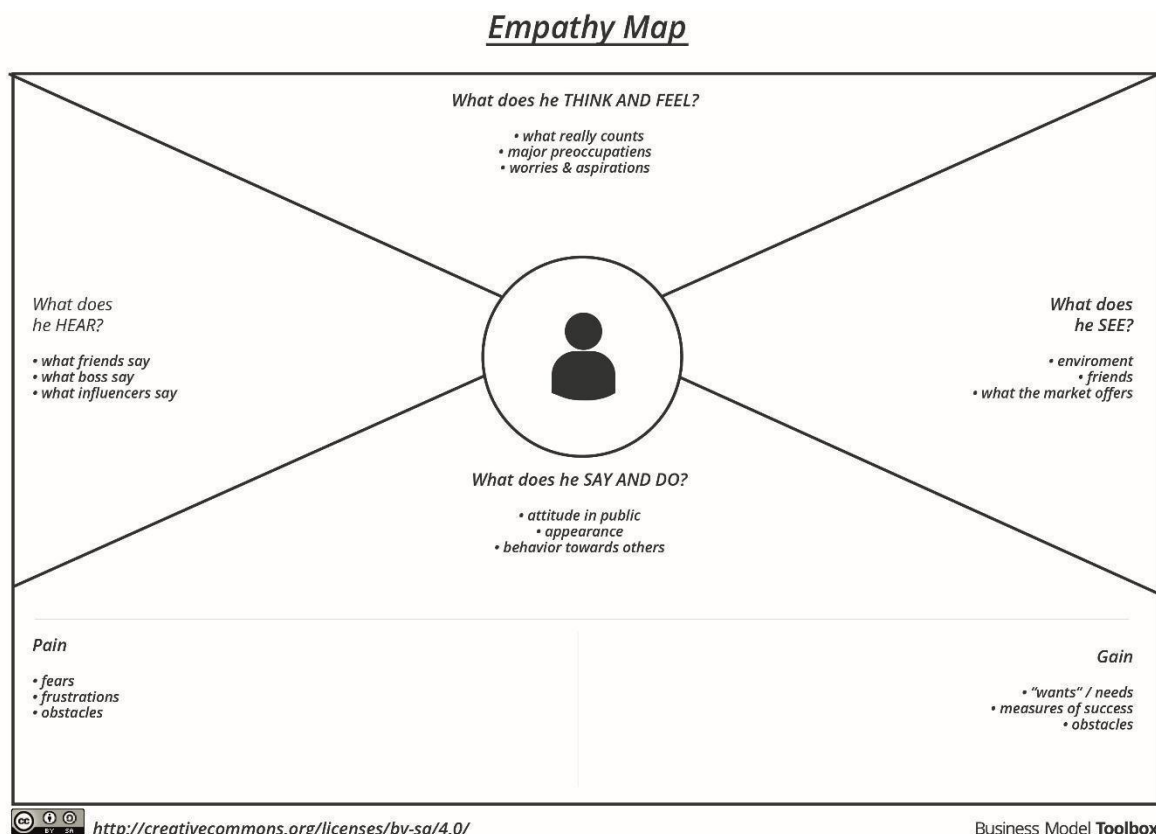 Empathy Map
What does he THINK AND FEEL?
• what really counts
• major preoccupatiens
• worries & aspirations
What does
he HEAR?
• what friends say
• what boss say
• what influencers say
What does
he SEE?
• enviroment
• friends
• what the market offers
What does he SAY AND DO?
• attitude in public
• appearance
• behavior towards others
Pain
• fears
• frustrations
• obstacles
Gain
• “wants” / needs
• measures of success
• obstacles
cc BY SA
http://creativecommons.org/licenses/by-sa/4.0/
Business Model Toolbox